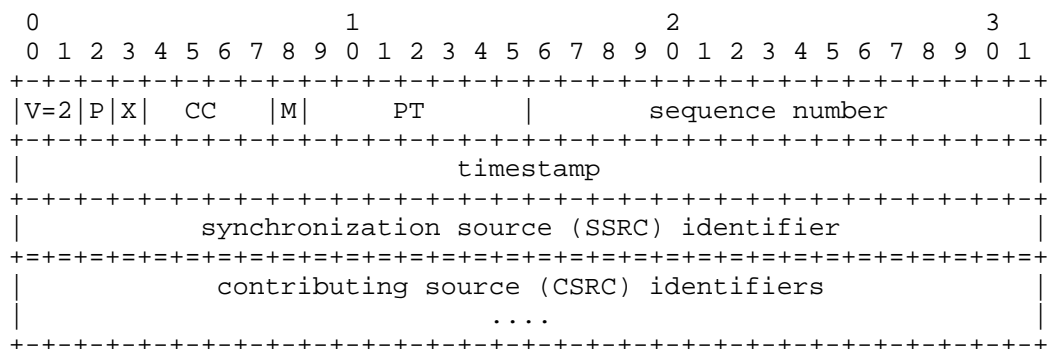 0                   1                   2                   3
 0 1 2 3 4 5 6 7 8 9 0 1 2 3 4 5 6 7 8 9 0 1 2 3 4 5 6 7 8 9 0 1
+-+-+-+-+-+-+-+-+-+-+-+-+-+-+-+-+-+-+-+-+-+-+-+-+-+-+-+-+-+-+-+-+
|V=2|P|X|  CC   |M|     PT      |       sequence number         |
+-+-+-+-+-+-+-+-+-+-+-+-+-+-+-+-+-+-+-+-+-+-+-+-+-+-+-+-+-+-+-+-+
|                           timestamp                           |
+-+-+-+-+-+-+-+-+-+-+-+-+-+-+-+-+-+-+-+-+-+-+-+-+-+-+-+-+-+-+-+-+
|           synchronization source (SSRC) identifier            |
+=+=+=+=+=+=+=+=+=+=+=+=+=+=+=+=+=+=+=+=+=+=+=+=+=+=+=+=+=+=+=+=+
|            contributing source (CSRC) identifiers             |
|                             ....                              |
+-+-+-+-+-+-+-+-+-+-+-+-+-+-+-+-+-+-+-+-+-+-+-+-+-+-+-+-+-+-+-+-+